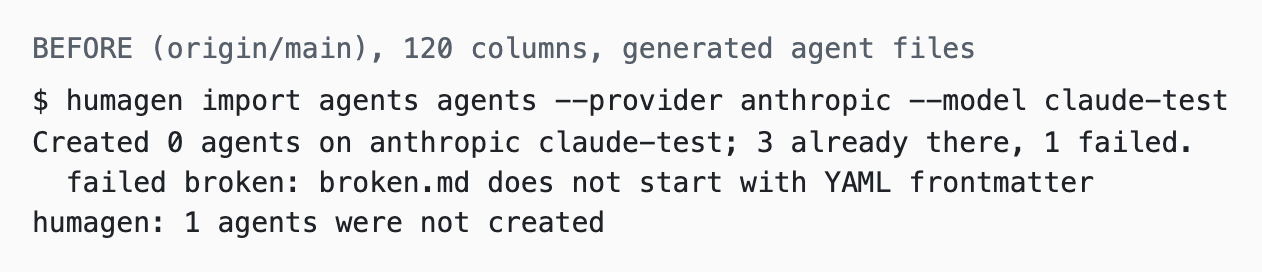 BEFORE (origin/main), 120 columns, generated agent files
$ humagen import agents agents --provider anthropic --model claude-test
Created 0 agents on anthropic claude-test; 3 already there, 1 failed.
  failed broken: broken.md does not start with YAML frontmatter
humagen: 1 agents were not created